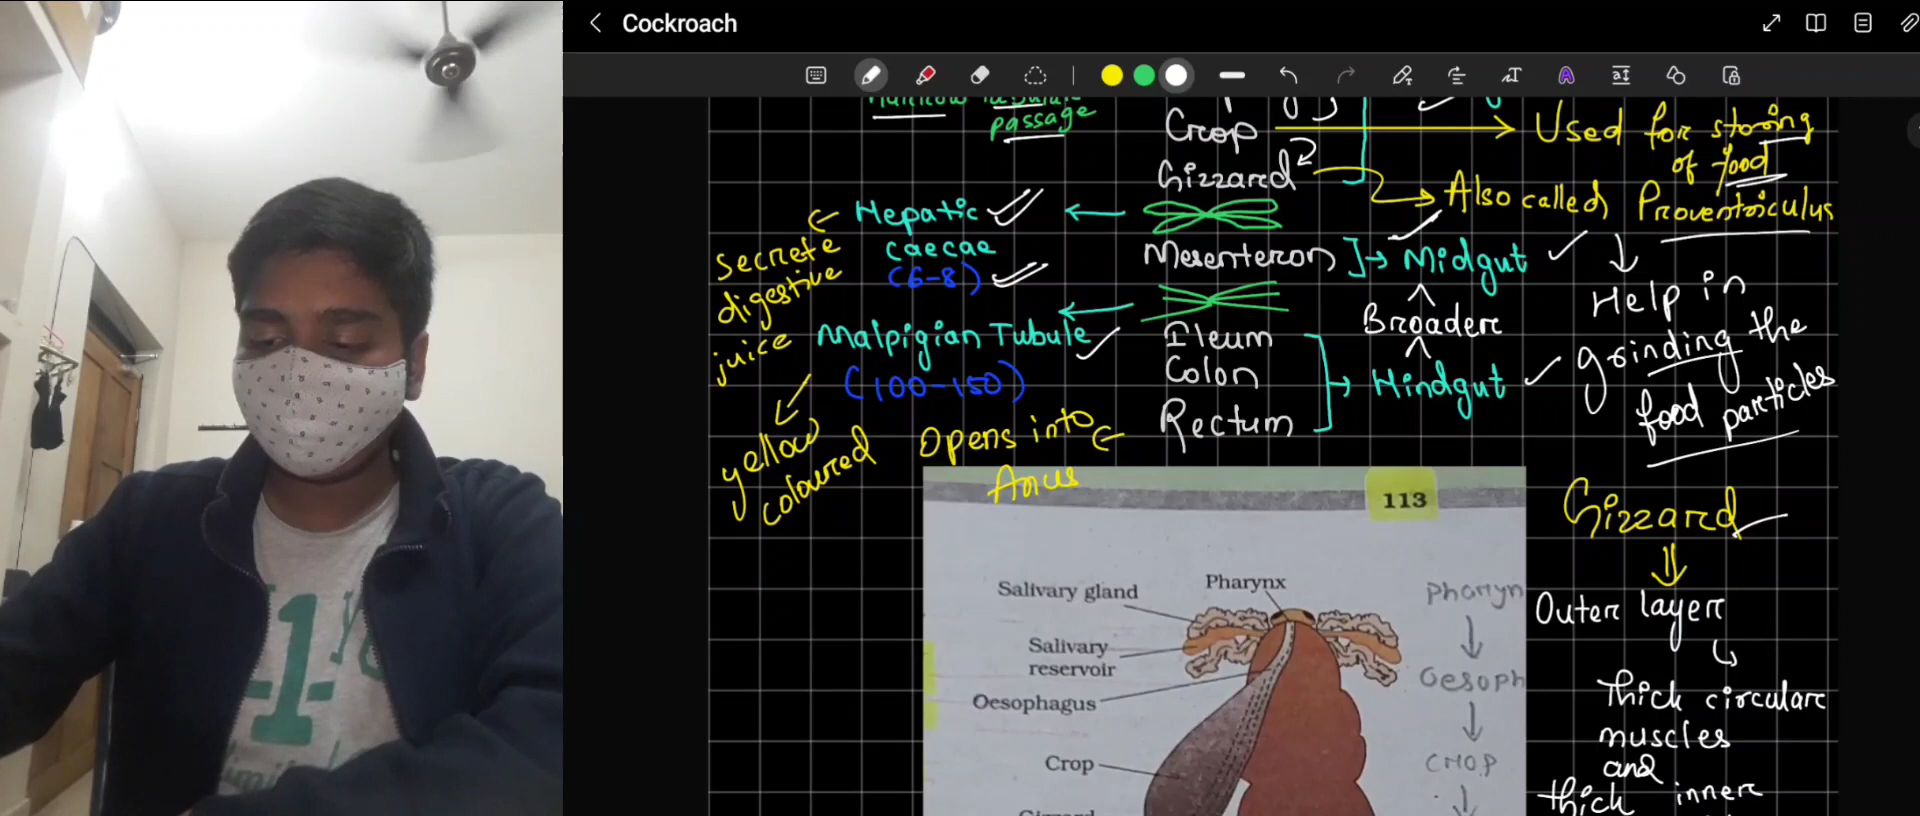 Cockroach
passage
Crop
Used for storing
of food
Gizzard
Also called Proventriculus
Hepatic
caecae
(6-8)
secrete
digestive
juice
Mesenteron
Midgut
Help in
grinding the
food particles
Malpigian Tubule
(100-150)
Ileum
Colon
Rectum
Broader
Hindgut
yellow
coloured
Opens into
Anus
113
Gizzard
Salivary gland
Pharynx
Pharyn
Outer layer
Salivary
reservoir
Oesoph
Oesophagus
thick circular
muscles
and
thick inner
Crop
Crop
1